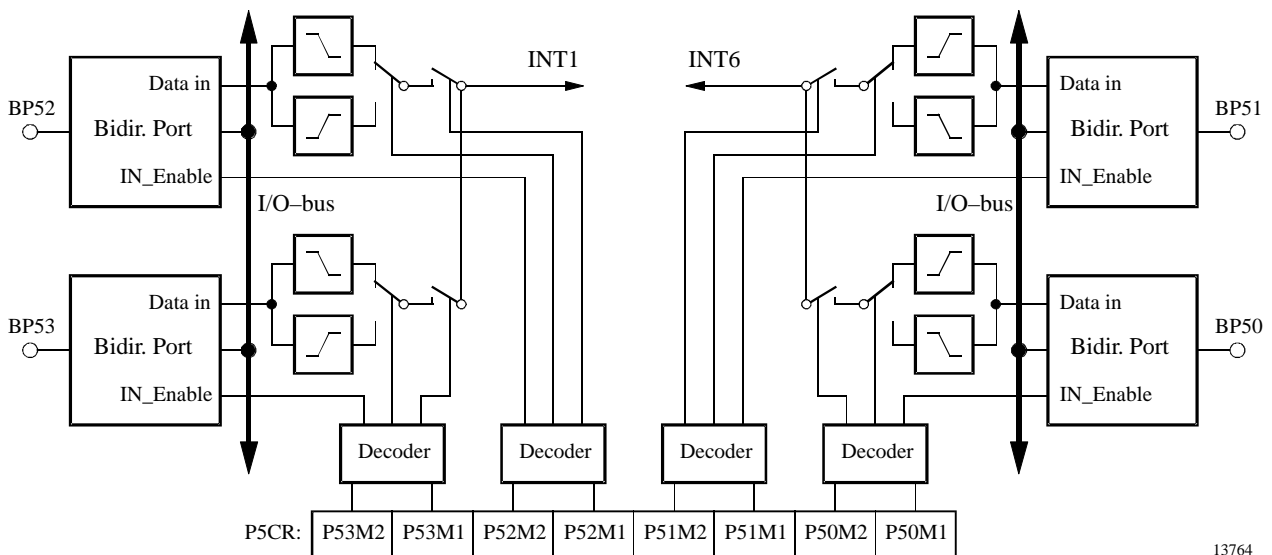 INT1
INT6
Data in
Data in
BP52
BP51
Bidir. Port
Bidir. Port
IN_Enable
IN_Enable
I/O–bus
I/O–bus
Data in
Data in
BP53
BP50
Bidir. Port
Bidir. Port
IN_Enable
IN_Enable
Decoder
Decoder
Decoder
Decoder
P5CR: P53M2 P53M1 P52M2 P52M1 P51M2 P51M1 P50M2 P50M1
13764